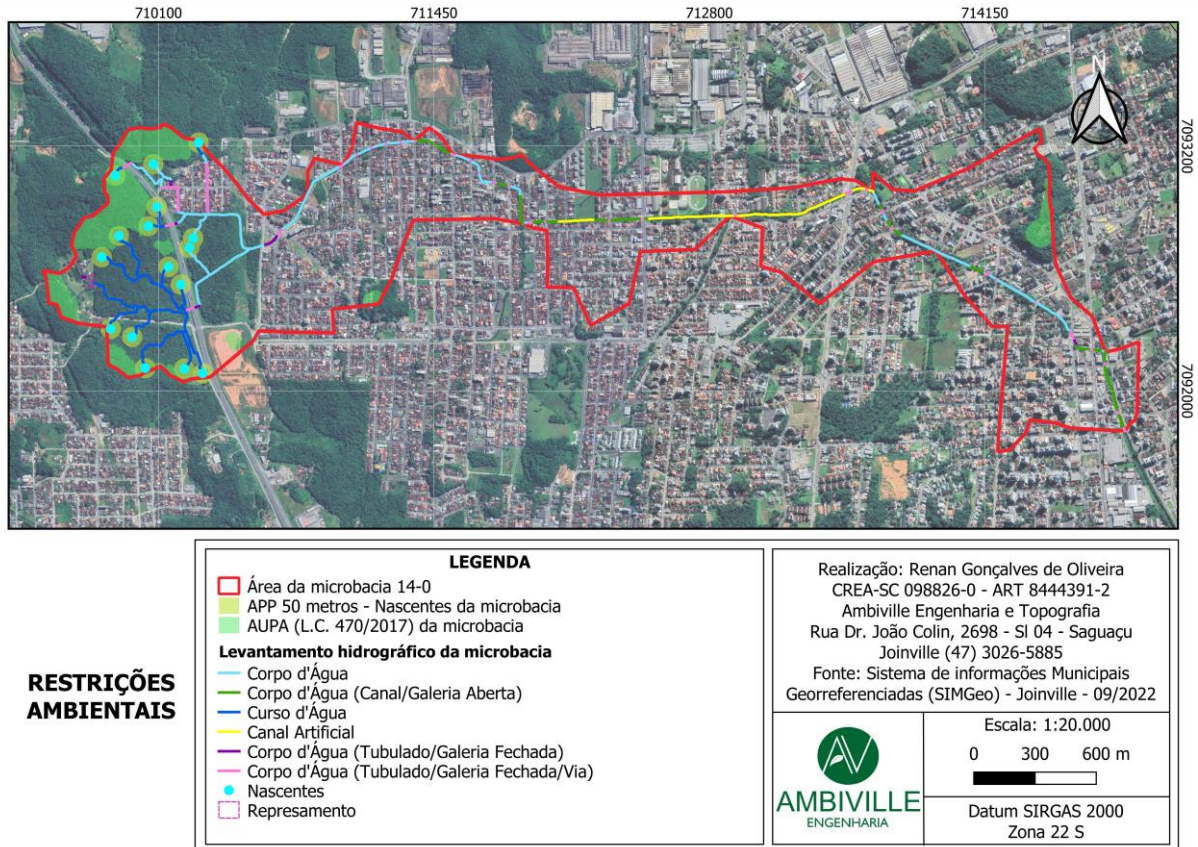 710100
711450
712800
714150
N
7093200
7092000
RESTRIÇÕES
AMBIENTAIS
LEGENDA
Área da microbacia 14-0
APP 50 metros - Nascentes da microbacia
AUPA (L.C. 470/2017) da microbacia
Levantamento hidrográfico da microbacia
Corpo d'Água
Corpo d'Água (Canal/Galeria Aberta)
Curso d'Água
Canal Artificial
Corpo d'Água (Tubulado/Galeria Fechada)
Corpo d'Água (Tubulado/Galeria Fechada/Via)
Nascentes
Represamento
Realização: Renan Gonçalves de Oliveira
CREA-SC 098826-0 - ART 8444391-2
Ambiville Engenharia e Topografia
Rua Dr. João Colin, 2698 - Sl 04 - Saguaçu
Joinville (47) 3026-5885
Fonte: Sistema de informações Municipais
Georreferenciadas (SIMGeo) - Joinville - 09/2022
AMBIVILLE
ENGENHARIA
Escala: 1:20.000
0 300 600 m
Datum SIRGAS 2000
Zona 22 S